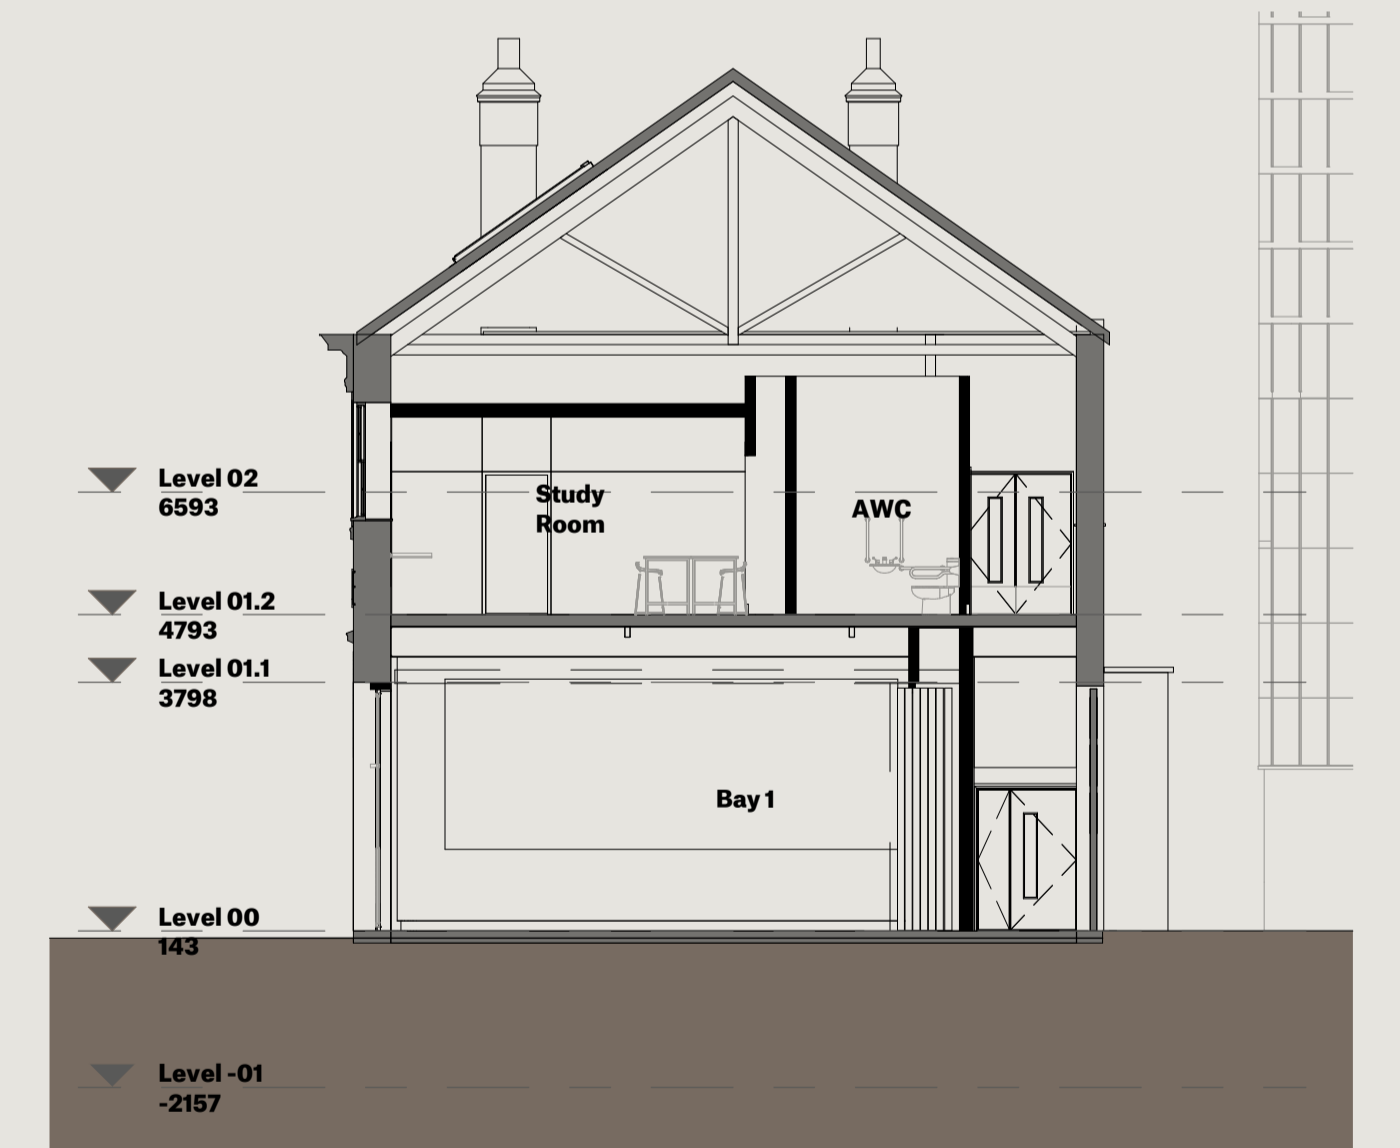 Level 02
6593
Study
Room
AWC
Level 01.2
4793
Level 01.1
3798
Bay 1
Level 00
143
Level -01
-2157